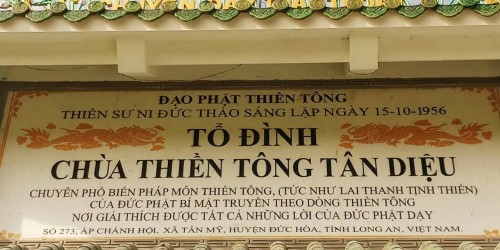 ĐẠO PHẬT THIỀN TÔNG
THIỀN SƯ NI ĐỨC THẢO SÁNG LẬP NGÀY 15-10-1956
TỔ ĐÌNH
CHÙA THIỀN TÔNG TÂN DIỆU
CHUYÊN PHỔ BIẾN PHÁP MÔN THIỀN TÔNG, (TỨC NHƯ LAI THANH TỊNH THIỀN)
CỦA ĐỨC PHẬT BÍ MẬT TRUYỀN THEO DÒNG THIỀN TÔNG
NƠI GIẢI THÍCH ĐƯỢC TẤT CẢ NHỮNG LỜI CỦA ĐỨC PHẬT DẠY
SỐ 273, ẤP CHÁNH HỘI, XÃ TÂN MỸ, HUYỆN ĐỨC HÒA, TỈNH LONG AN, VIỆT NAM.